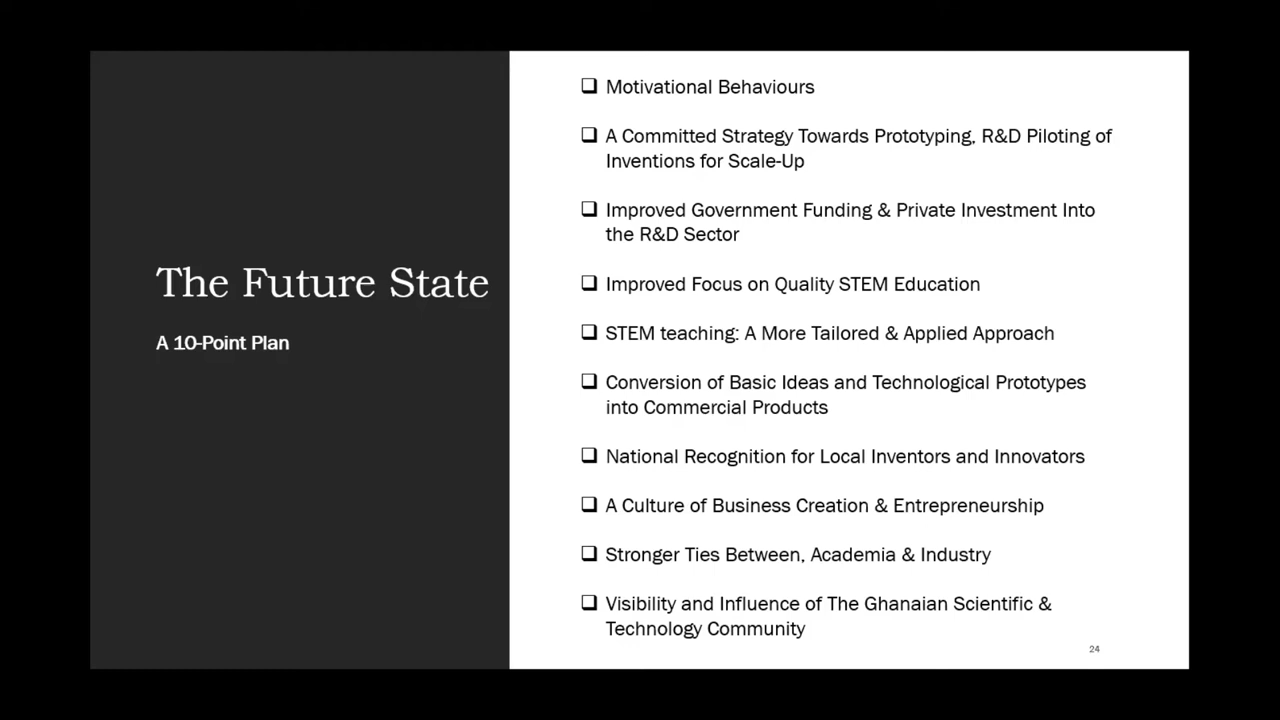 The Future State
A 10-Point Plan
Motivational Behaviours
A Committed Strategy Towards Prototyping, R&D Piloting of
Inventions for Scale-Up
Improved Government Funding & Private Investment Into
the R&D Sector
Improved Focus on Quality STEM Education
STEM teaching: A More Tailored & Applied Approach
Conversion of Basic Ideas and Technological Prototypes
into Commercial Products
National Recognition for Local Inventors and Innovators
A Culture of Business Creation & Entrepreneurship
Stronger Ties Between, Academia & Industry
Visibility and Influence of The Ghanaian Scientific &
Technology Community
24